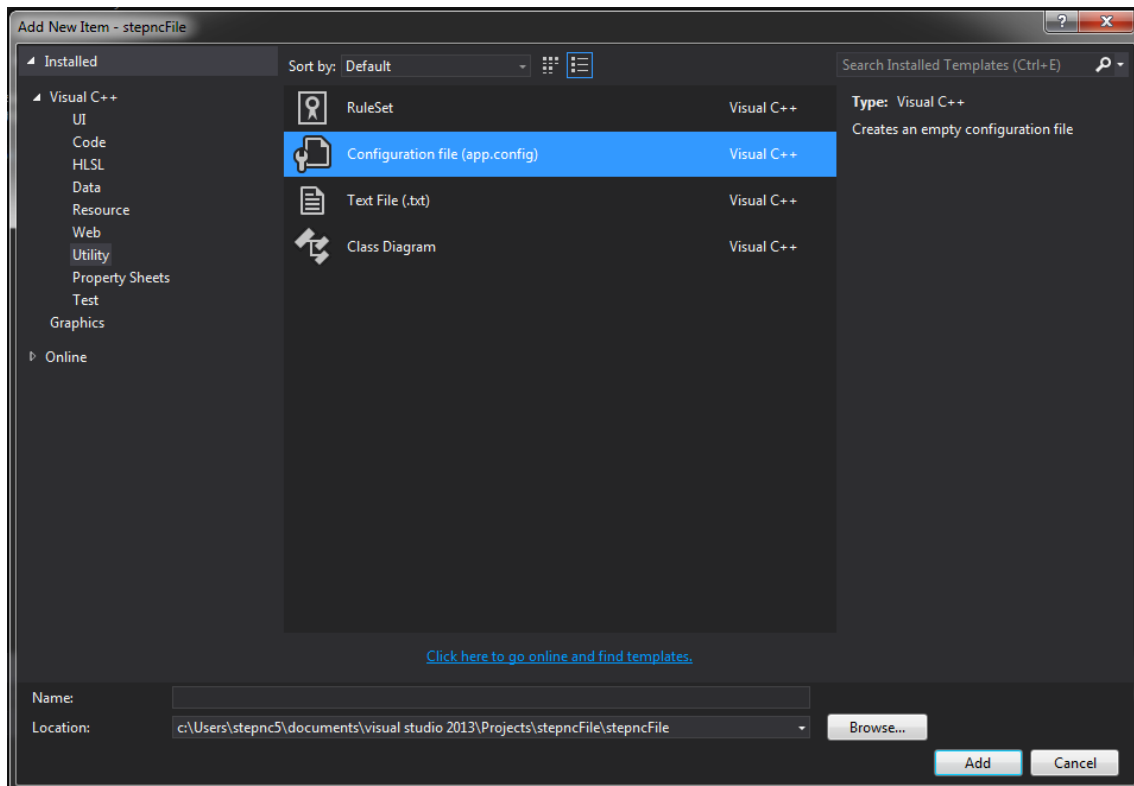 Add New Item - stepncFile
Installed
Sort by: Default
Search Installed Templates (Ctrl+E)
Visual C++
UI
Code
HLSL
Data
Resource
Web
Utility
Property Sheets
Test
Graphics
Online
RuleSet Visual C++
Configuration file (app.config) Visual C++
Text File (.txt) Visual C++
Class Diagram Visual C++
Type: Visual C++
Creates an empty configuration file
Click here to go online and find templates.
Name:
Location: c:\Users\stepnc5\documents\visual studio 2013\Projects\stepncFile\stepncFile
Browse...
Add Cancel